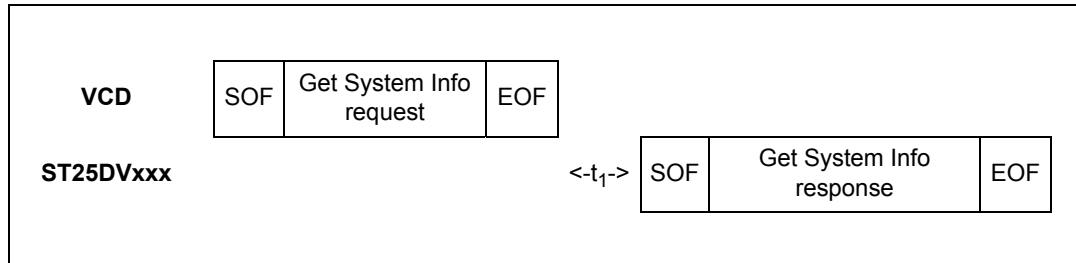 VCD SOF Get System Info EOF
request
ST25DVxxx <-t₁-> SOF Get System Info EOF
response